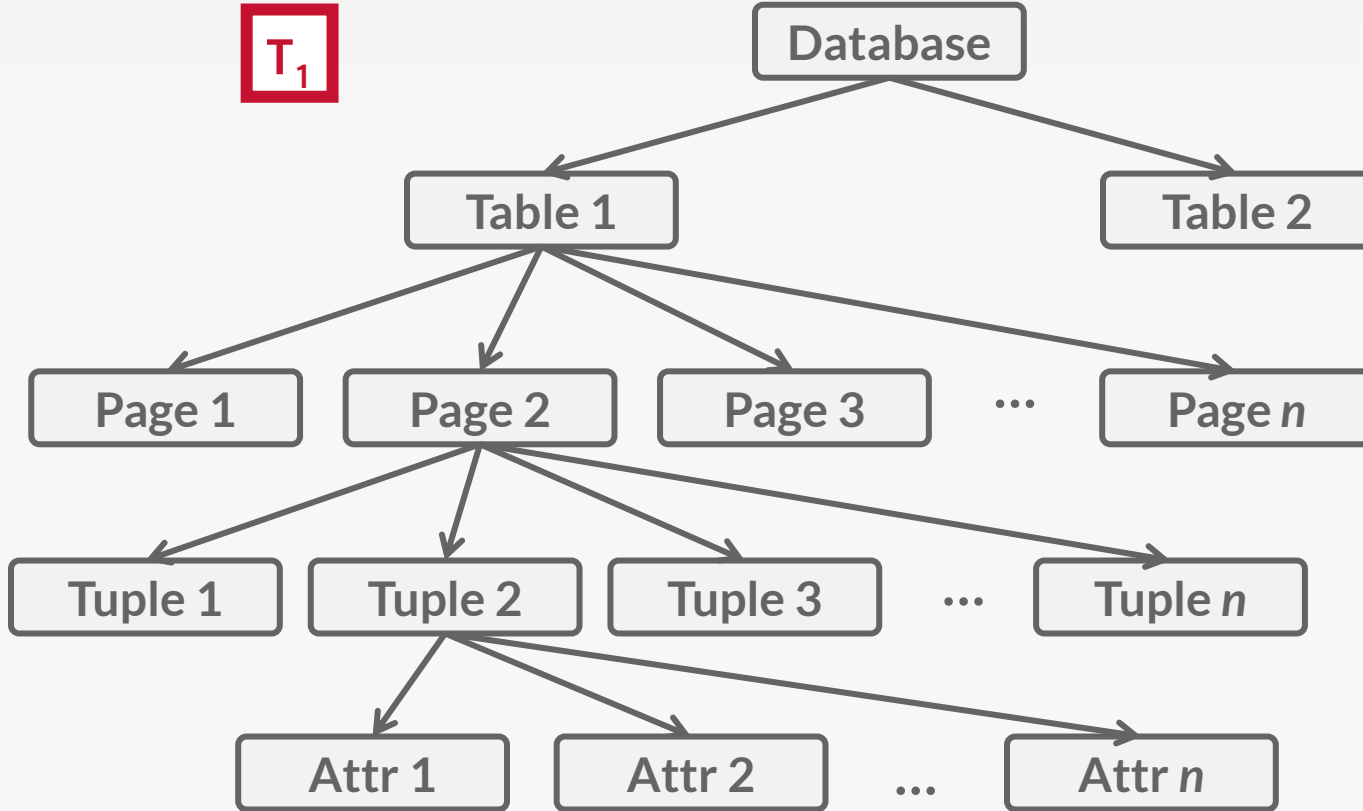 T₁
Database
Table 1
Table 2
Page 1
Page 2
Page 3
...
Page n
Tuple 1
Tuple 2
Tuple 3
...
Tuple n
Attr 1
Attr 2
...
Attr n